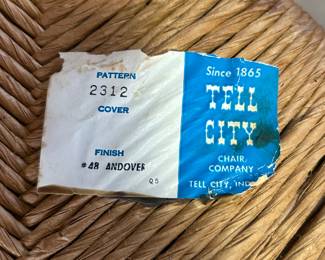 PATTERN
2312
COVER
FINISH
#48 ANDOVER
Q5
Since 1865
TELL
CITY
CHAIR
COMPANY
TELL CITY, IND